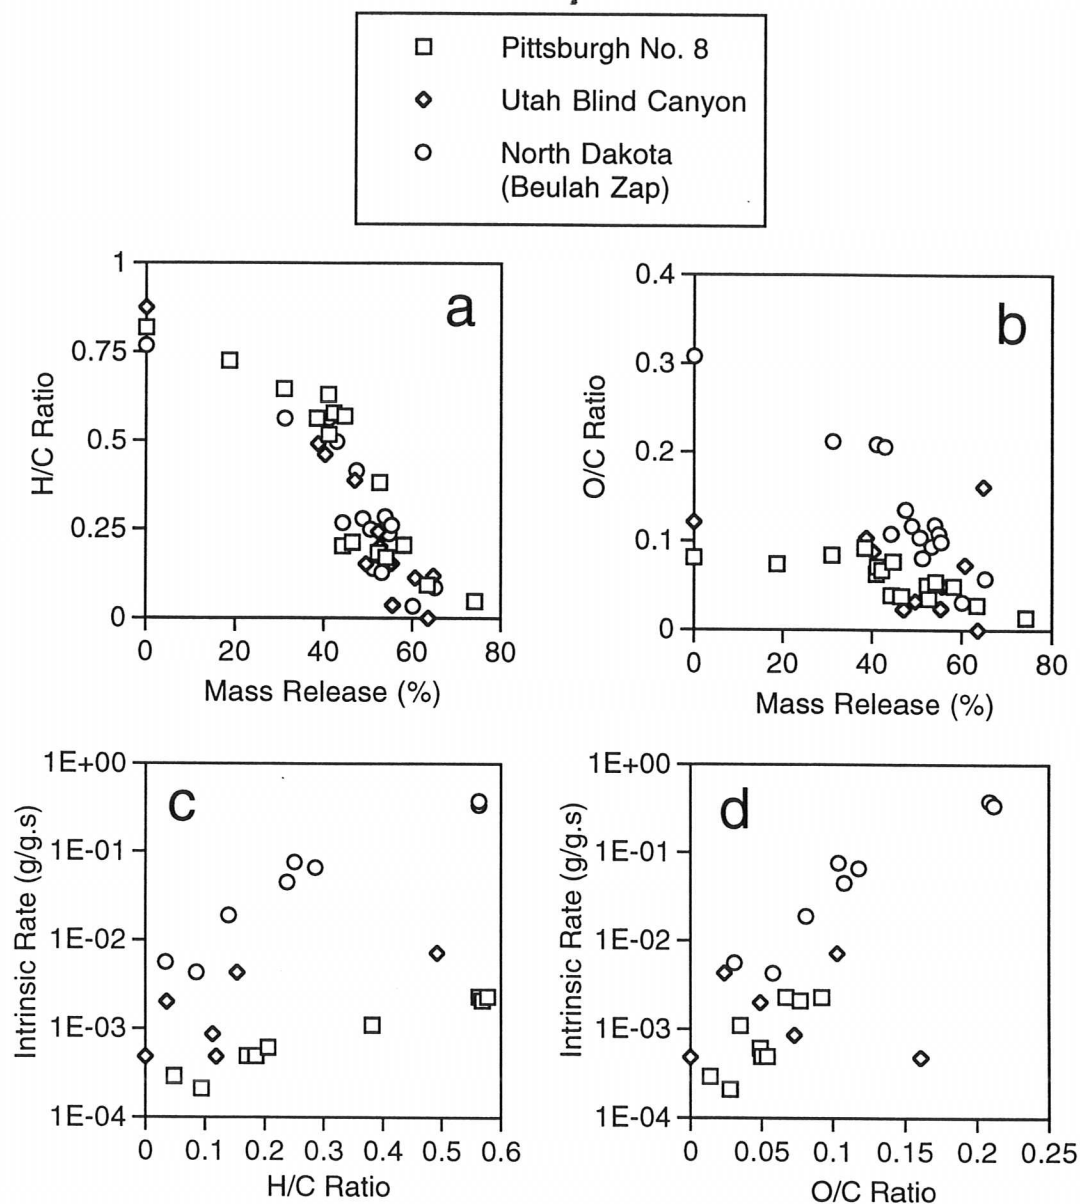 Pittsburgh No. 8
Utah Blind Canyon
North Dakota
(Beulah Zap)
1
0.75
0.5
0.25
0
H/C Ratio
a
0 20 40 60 80
Mass Release (%)
0.4
0.3
0.2
0.1
0
O/C Ratio
b
0 20 40 60 80
Mass Release (%)
1E+00
1E-01
1E-02
1E-03
1E-04
Intrinsic Rate (g/g.s)
c
0 0.1 0.2 0.3 0.4 0.5 0.6
H/C Ratio
1E+00
1E-01
1E-02
1E-03
1E-04
Intrinsic Rate (g/g.s)
d
0 0.05 0.1 0.15 0.2 0.25
O/C Ratio